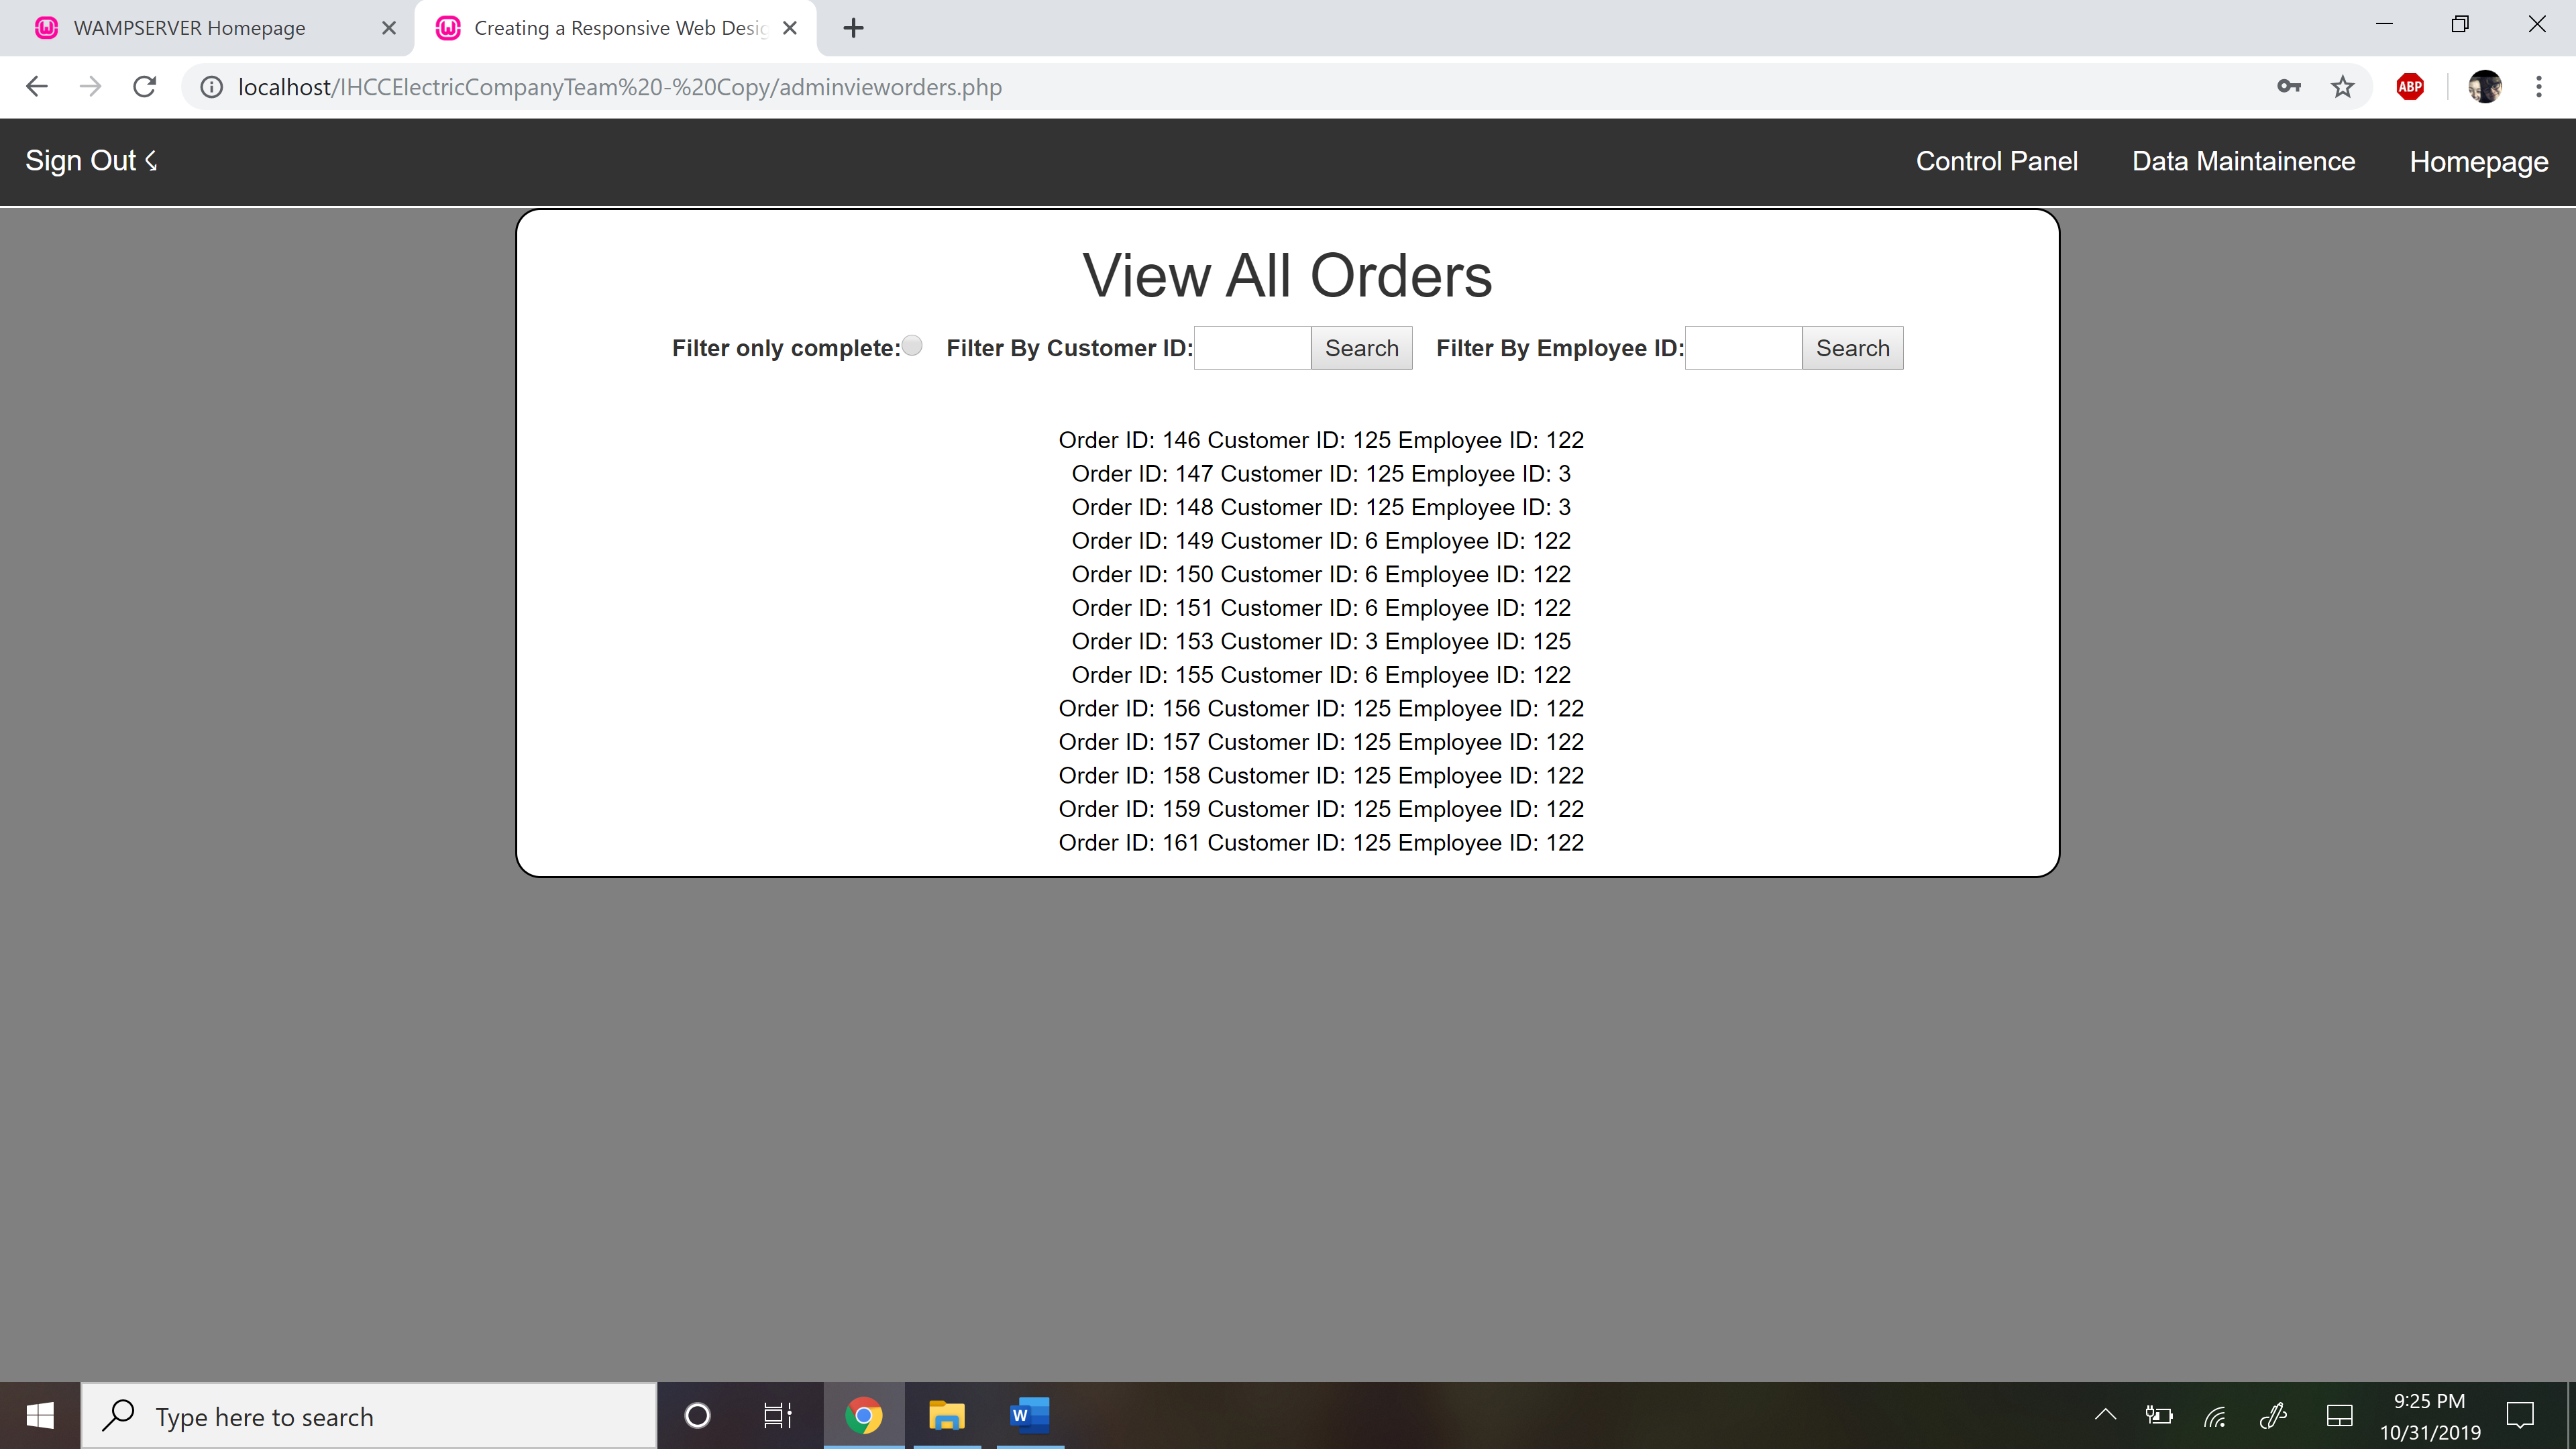 WAMPSERVER Homepage
Creating a Responsive Web Desig
localhost/IHCCElectricCompanyTeam%20-%20Copy/adminvieworders.php
ABP
Sign Out
Control Panel Data Maintainence Homepage
View All Orders
Filter only complete: Filter By Customer ID: Search Filter By Employee ID: Search
Order ID: 146 Customer ID: 125 Employee ID: 122
Order ID: 147 Customer ID: 125 Employee ID: 3
Order ID: 148 Customer ID: 125 Employee ID: 3
Order ID: 149 Customer ID: 6 Employee ID: 122
Order ID: 150 Customer ID: 6 Employee ID: 122
Order ID: 151 Customer ID: 6 Employee ID: 122
Order ID: 153 Customer ID: 3 Employee ID: 125
Order ID: 155 Customer ID: 6 Employee ID: 122
Order ID: 156 Customer ID: 125 Employee ID: 122
Order ID: 157 Customer ID: 125 Employee ID: 122
Order ID: 158 Customer ID: 125 Employee ID: 122
Order ID: 159 Customer ID: 125 Employee ID: 122
Order ID: 161 Customer ID: 125 Employee ID: 122
Type here to search
W
9:25 PM
10/31/2019